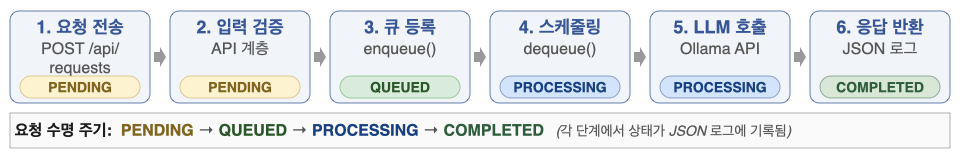 1. 요청 전송
POST /api/
requests
PENDING
2. 입력 검증
API 계층
PENDING
3. 큐 등록
enqueue()
QUEUED
4. 스케줄링
dequeue()
PROCESSING
5. LLM 호출
Ollama API
PROCESSING
6. 응답 반환
JSON 로그
COMPLETED
요청 수명 주기: PENDING → QUEUED → PROCESSING → COMPLETED (각 단계에서 상태가 JSON 로그에 기록됨)